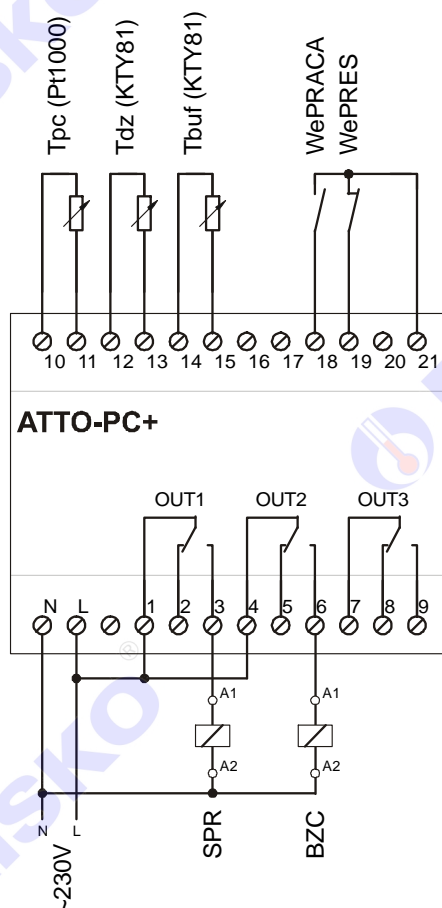 Tpc (Pt1000)
Tdz (KTY81)
Tbuf (KTY81)
WePRACA
WePRES
10 11 12 13 14 15 16 17 18 19 20 21
ATTO-PC+
OUT1 OUT2 OUT3
N L 1 2 3 4 5 6 7 8 9
®
A1 A1
A2 A2
N L
~230V
SPR
BZC